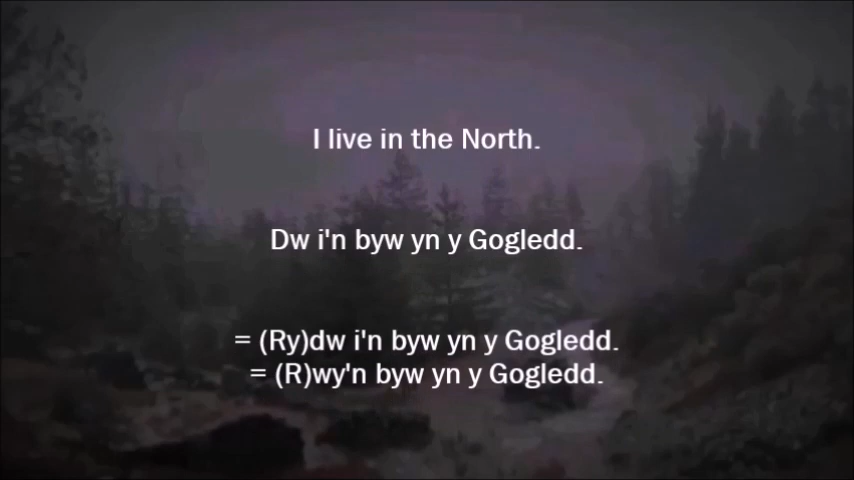 I live in the North.
Dw i'n byw yn y Gogledd.
= (Ry)dw i'n byw yn y Gogledd.
= (R)wy'n byw yn y Gogledd.